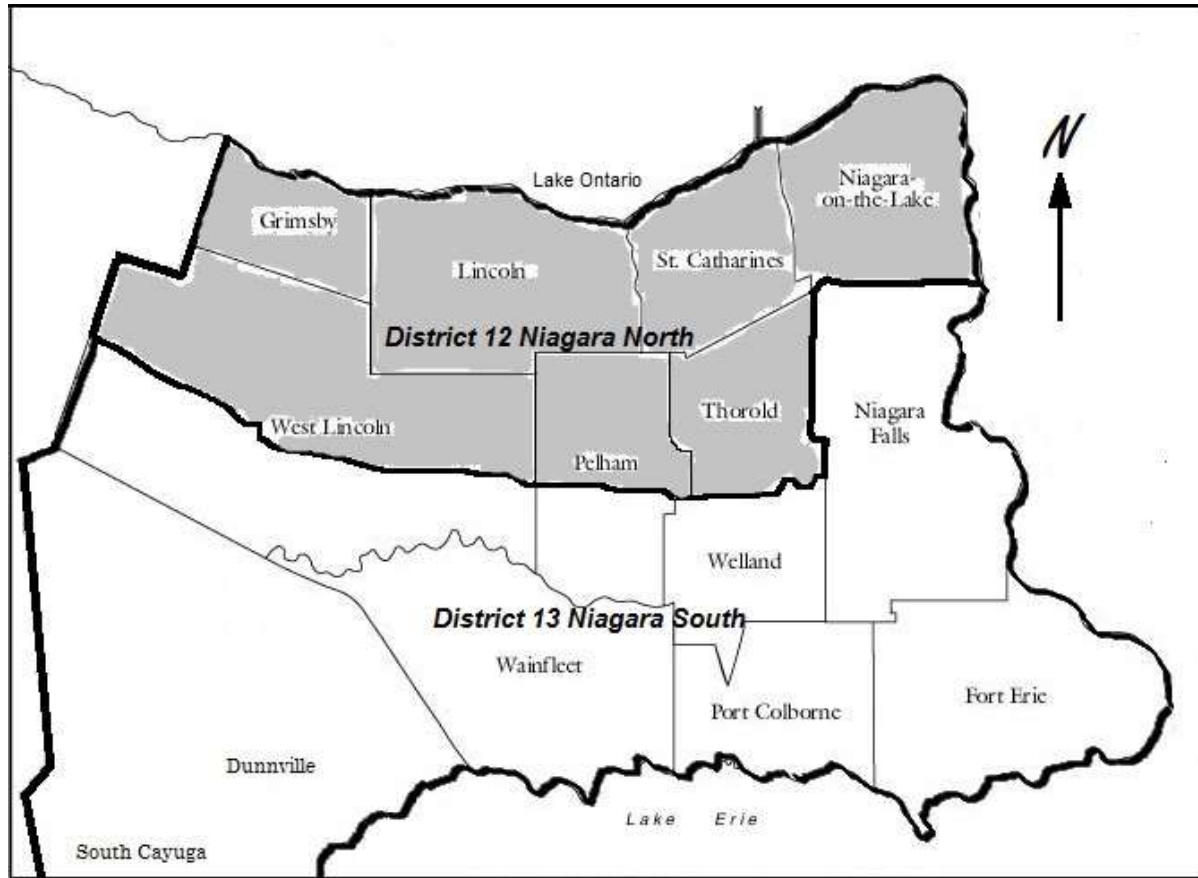 N
Lake Ontario
Niagara-
on-the-Lake
Grimsby
St. Catharines
Lincoln
District 12 Niagara North
Thorold
Niagara
Falls
West Lincoln
Pelham
Welland
District 13 Niagara South
Wainfleet
Fort Erie
Port Colborne
Dunnville
Lake Erie
South Cayuga